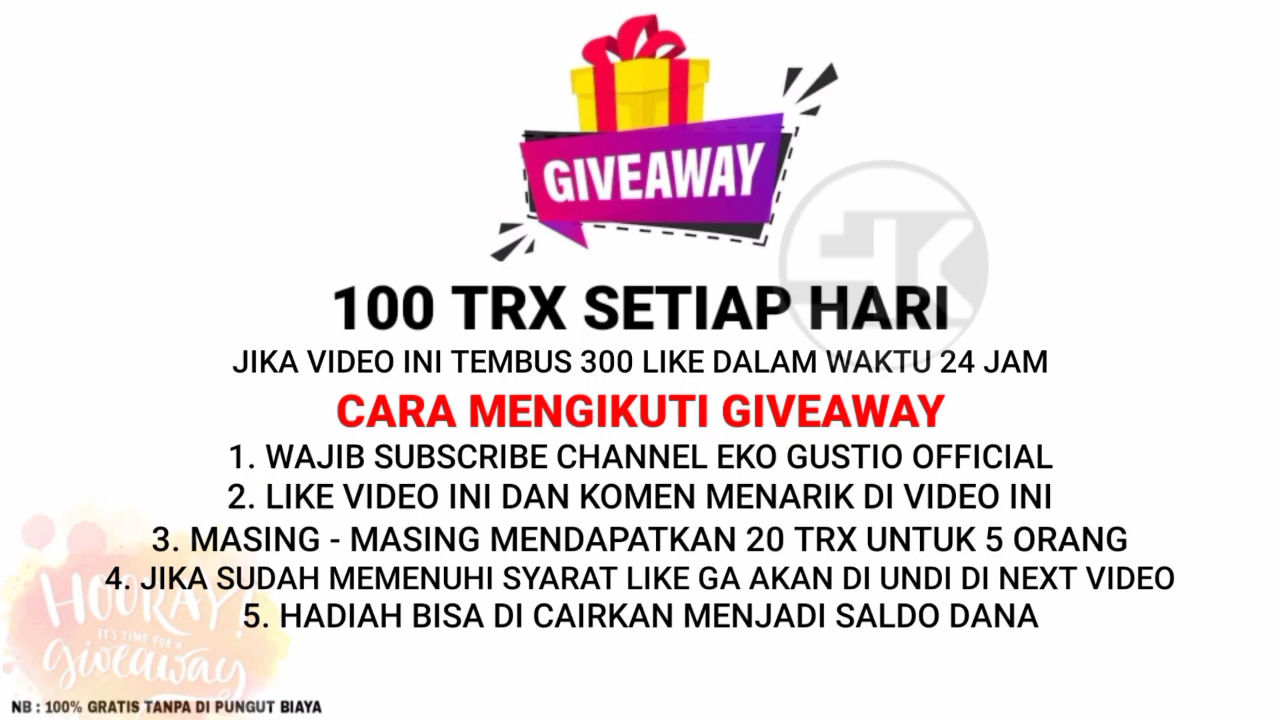 GIVEAWAY
100 TRX SETIAP HARI
JIKA VIDEO INI TEMBUS 300 LIKE DALAM WAKTU 24 JAM
CARA MENGIKUTI GIVEAWAY
1. WAJIB SUBSCRIBE CHANNEL EKO GUSTIO OFFICIAL
2. LIKE VIDEO INI DAN KOMEN MENARIK DI VIDEO INI
3. MASING - MASING MENDAPATKAN 20 TRX UNTUK 5 ORANG
4. JIKA SUDAH MEMENUHI SYARAT LIKE GA AKAN DI UNDI DI NEXT VIDEO
5. HADIAH BISA DI CAIRKAN MENJADI SALDO DANA
HOORAY!
IT'S TIME FOR A
giveaway
NB : 100% GRATIS TANPA DI PUNGUT BIAYA